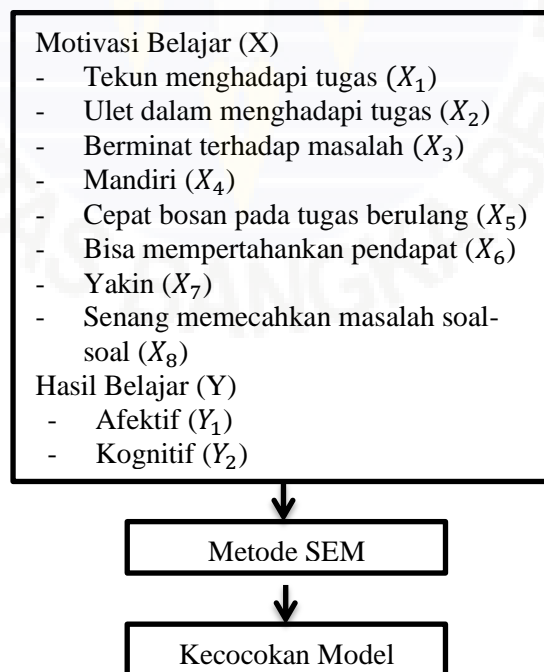 Motivasi Belajar (X)
- Tekun menghadapi tugas (X₁)
- Ulet dalam menghadapi tugas (X₂)
- Berminat terhadap masalah (X₃)
- Mandiri (X₄)
- Cepat bosan pada tugas berulang (X₅)
- Bisa mempertahankan pendapat (X₆)
- Yakin (X₇)
- Senang memecahkan masalah soal-
soal (X₈)
Hasil Belajar (Y)
- Afektif (Y₁)
- Kognitif (Y₂)
Metode SEM
Kecocokan Model